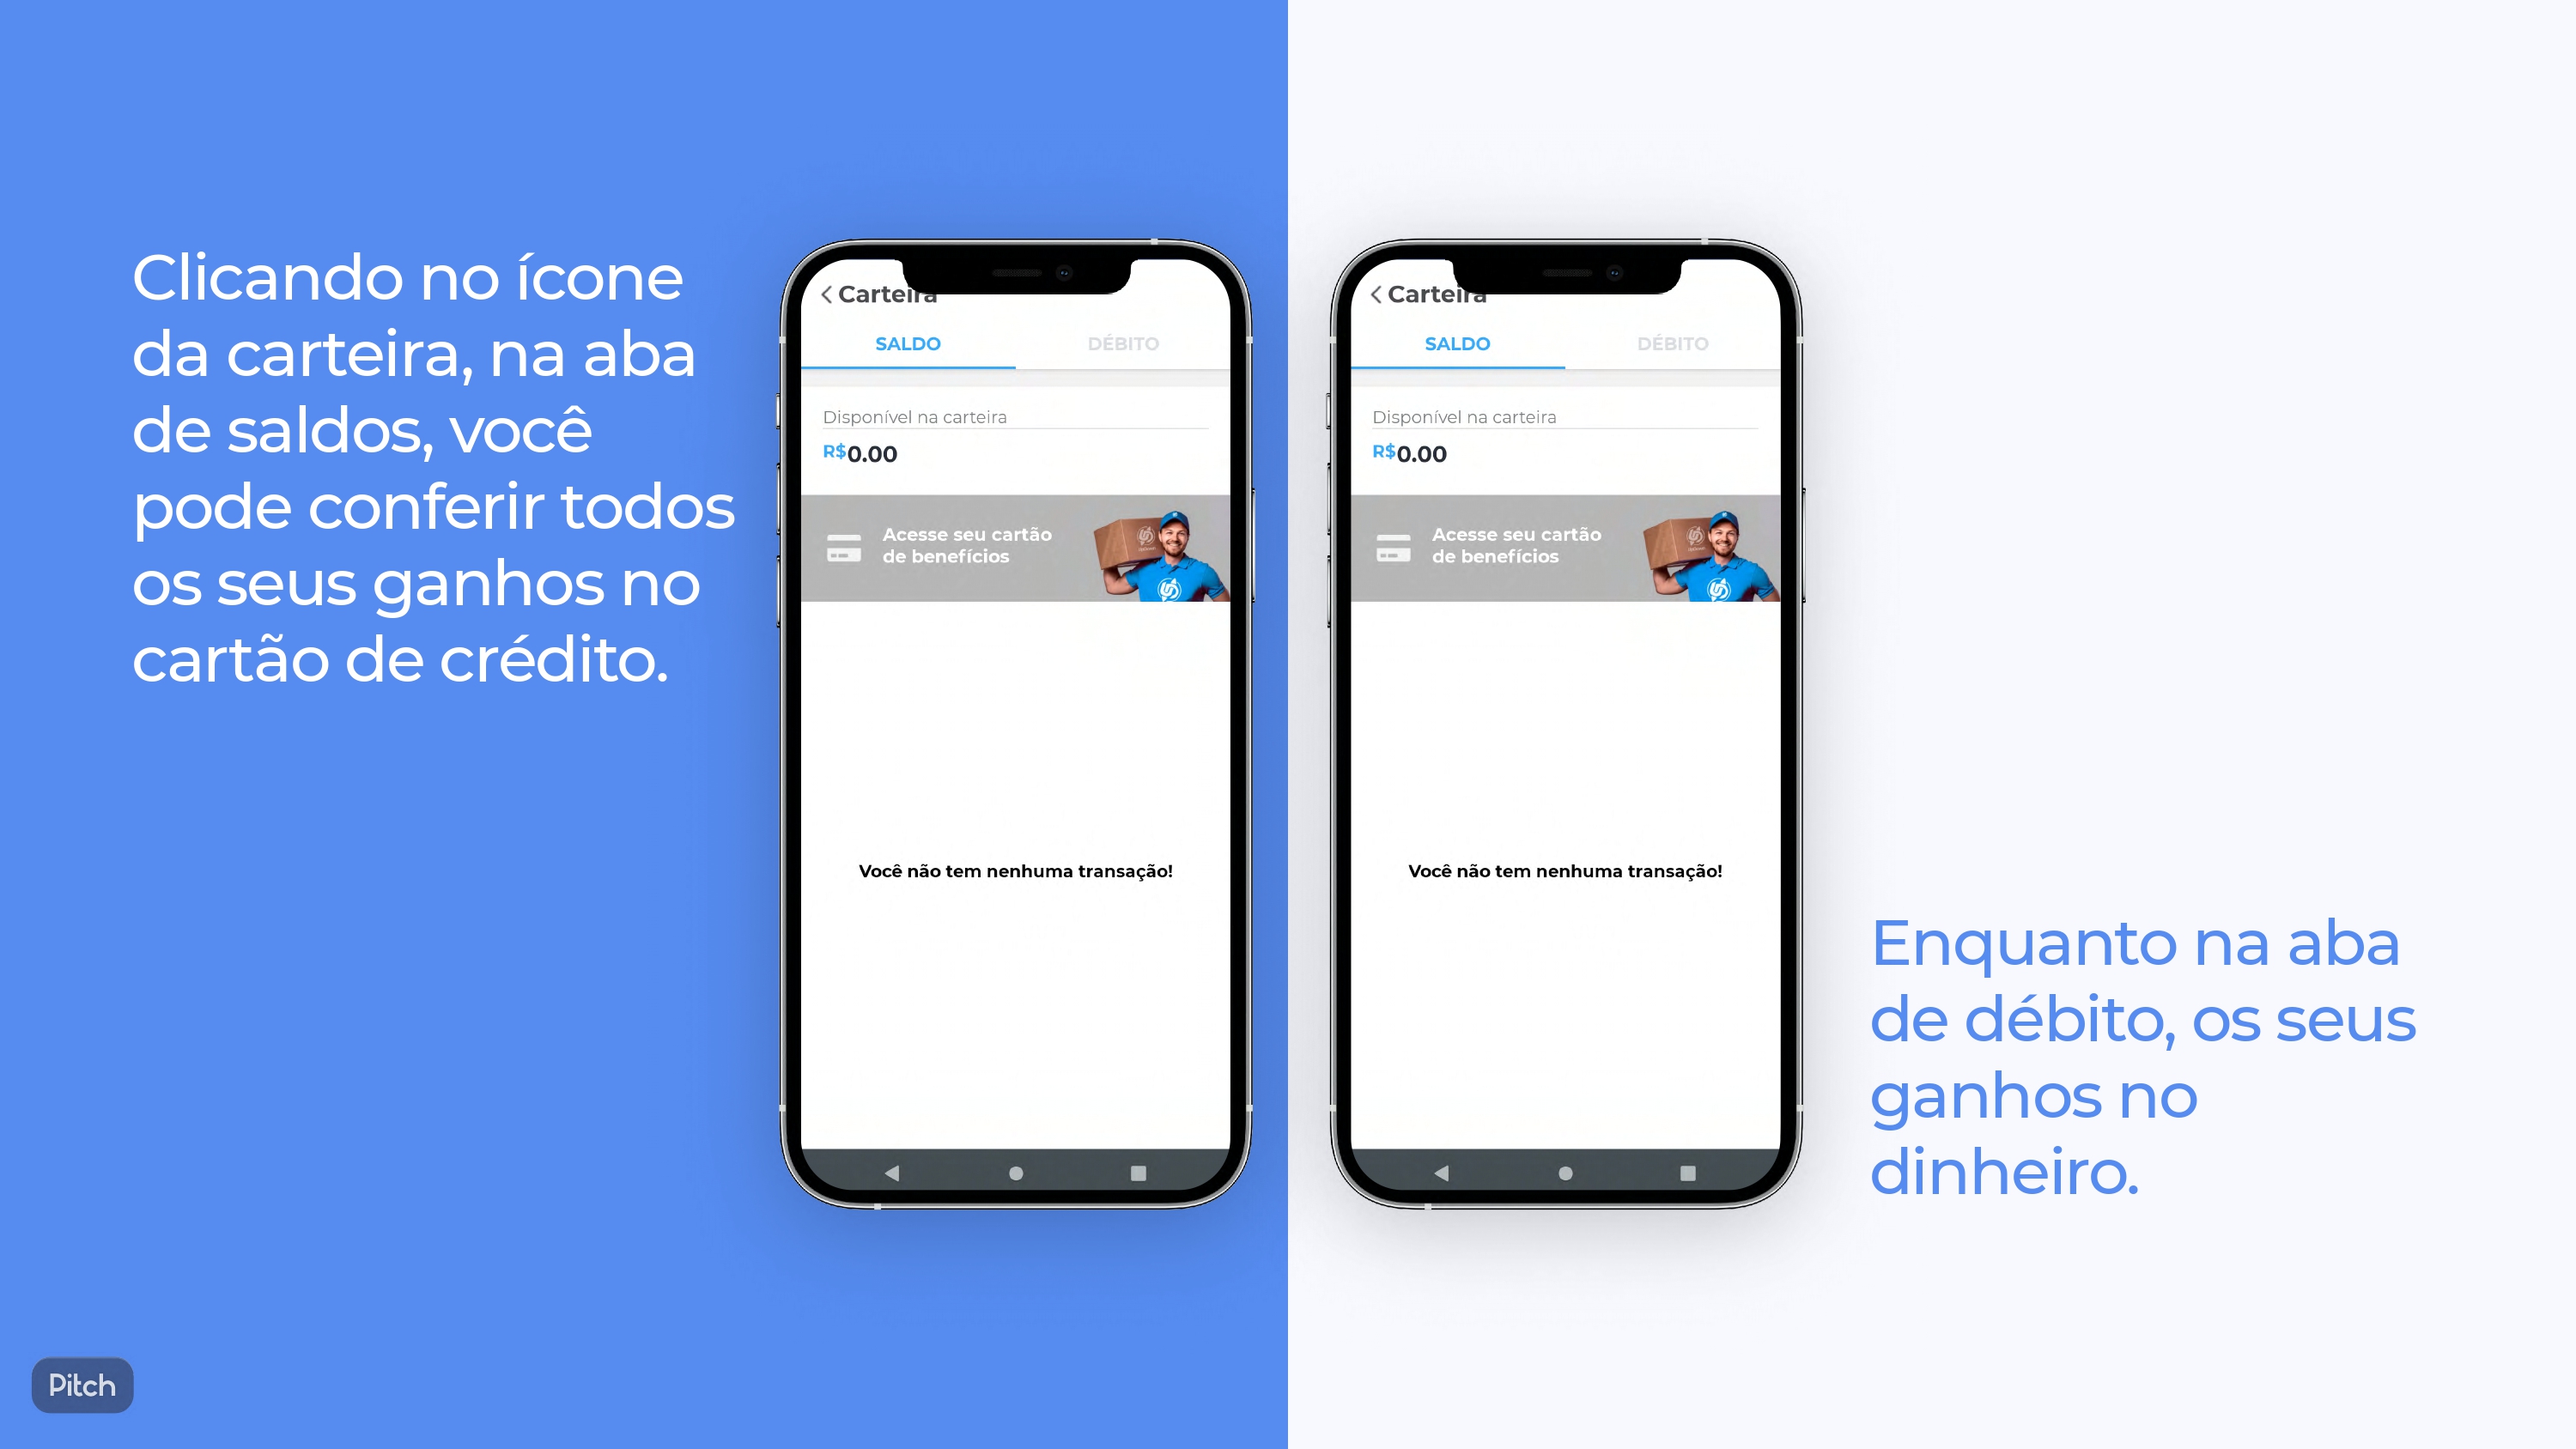 Clicando no ícone
da carteira, na aba
de saldos, você
pode conferir todos
os seus ganhos no
cartão de crédito.
Carteira
SALDO DÉBITO
Disponível na carteira
R$0.00
Acesse seu cartão
de benefícios
Você não tem nenhuma transação!
Carteira
SALDO DÉBITO
Disponível na carteira
R$0.00
Acesse seu cartão
de benefícios
Você não tem nenhuma transação!
Enquanto na aba
de débito, os seus
ganhos no
dinheiro.
Pitch